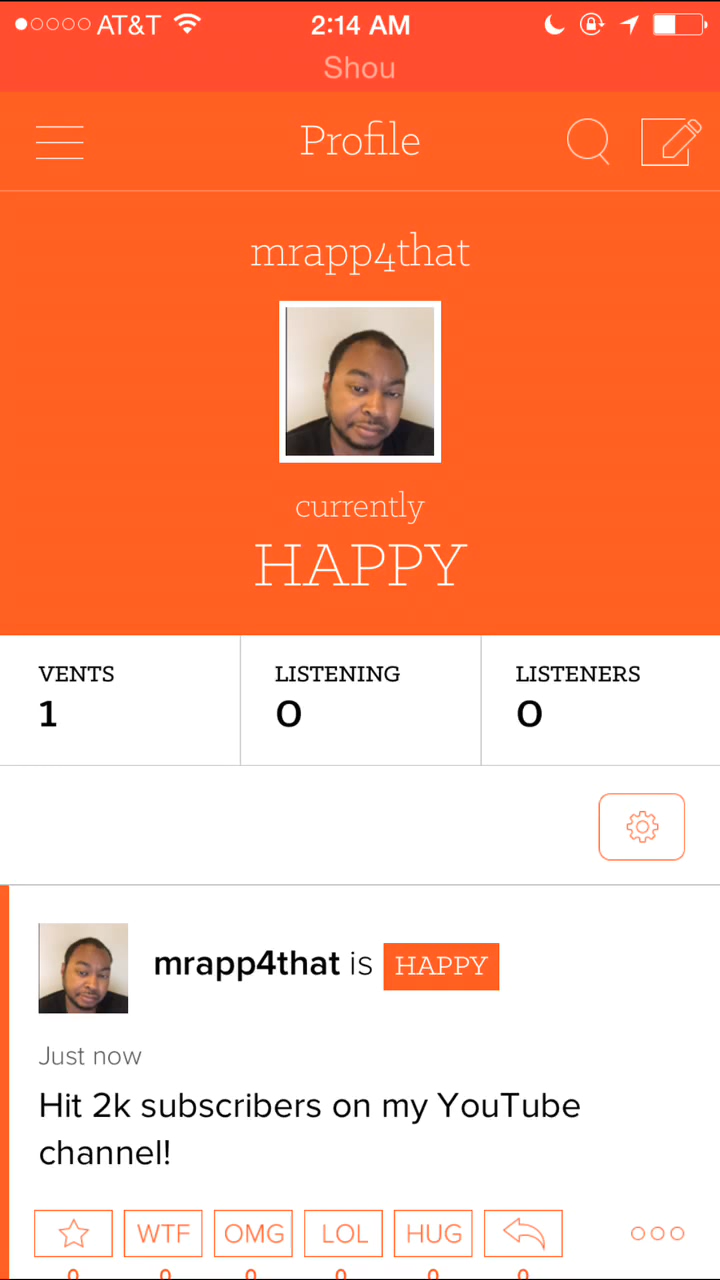 AT&T 2:14 AM
Shou
Profile
mrapp4that
currently
HAPPY
VENTS LISTENING LISTENERS
1 0 0
mrapp4that is HAPPY
Just now
Hit 2k subscribers on my YouTube
channel!
WTF OMG LOL HUG